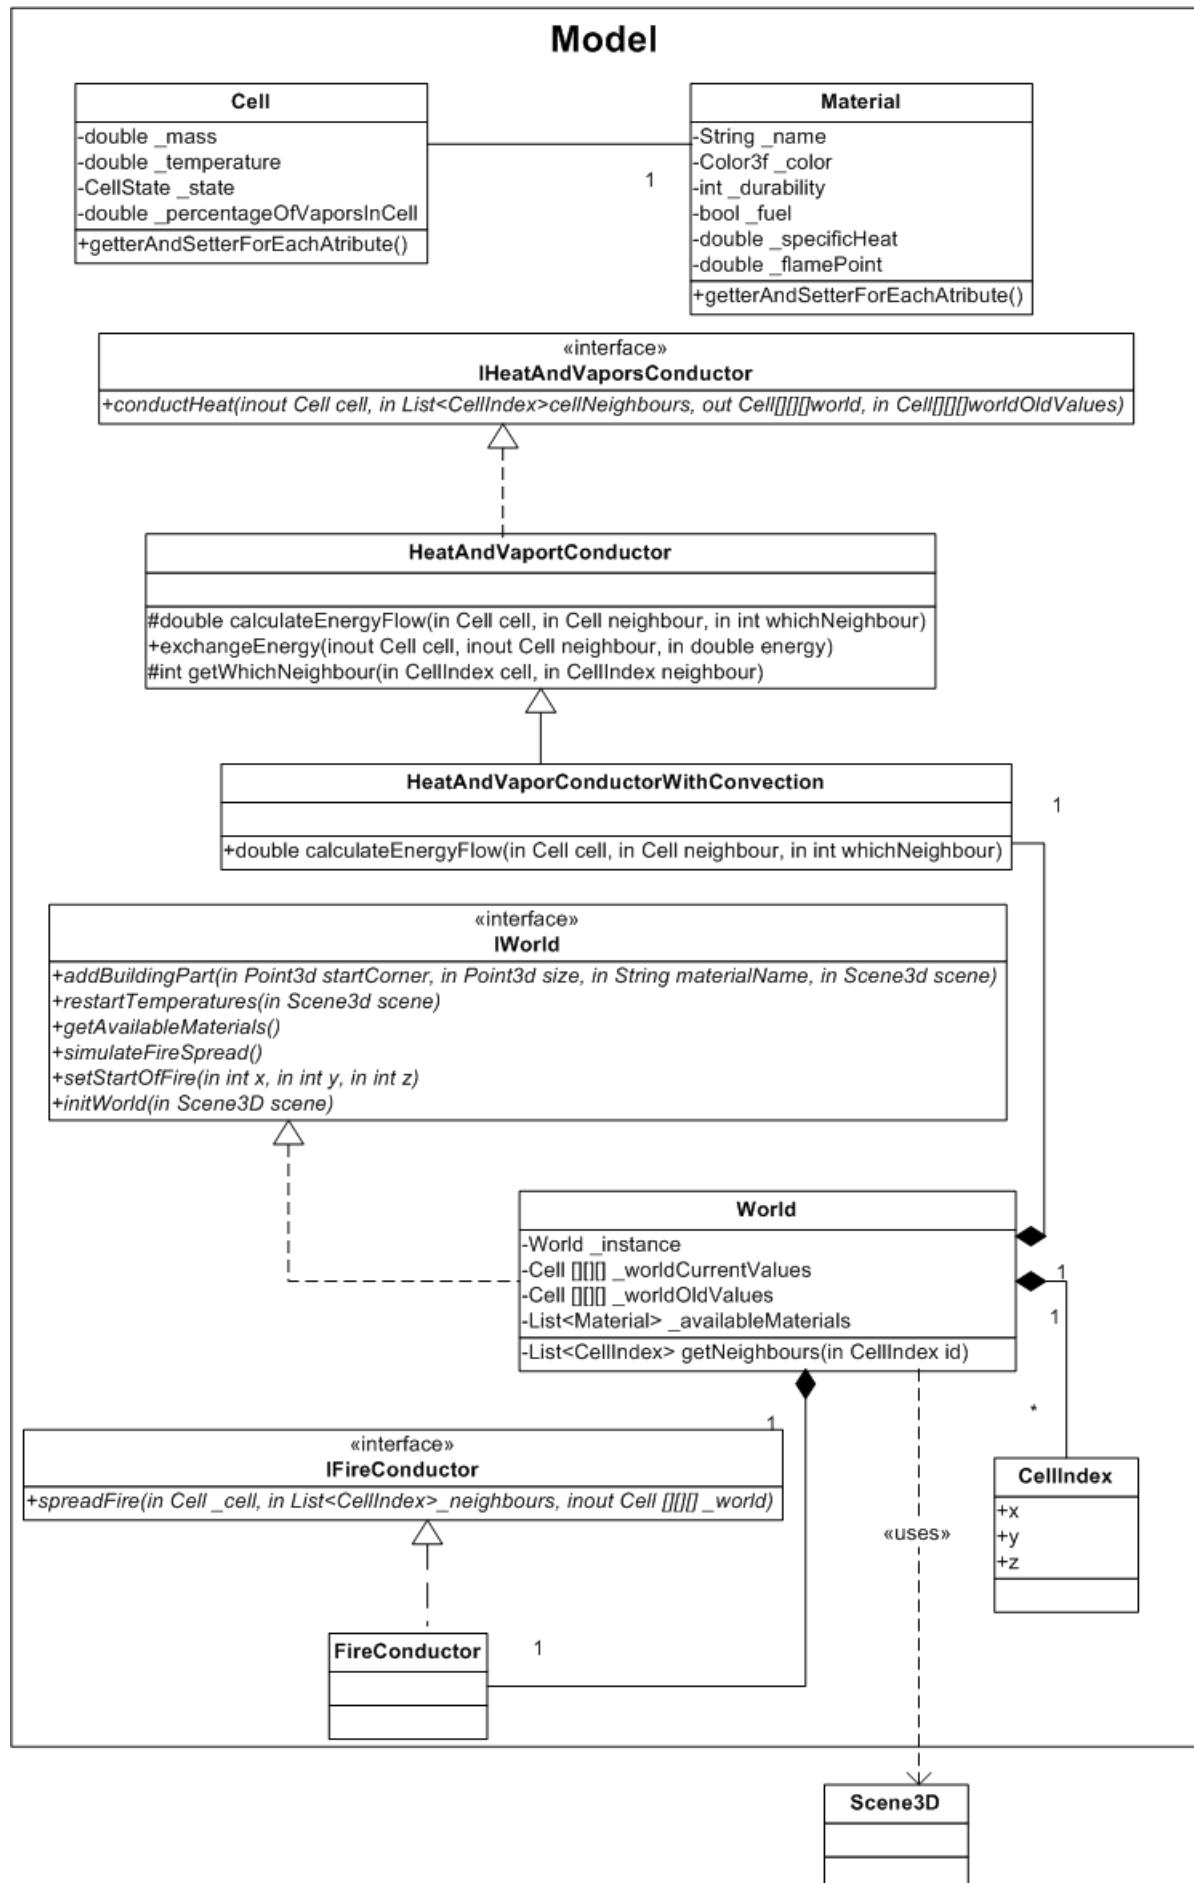 Model
Cell
-double _mass
-double _temperature
-CellState _state
-double _percentageOfVaporsInCell
+getterAndSetterForEachAtribute()
1
Material
-String _name
-Color3f _color
-int _durability
-bool _fuel
-double _specificHeat
-double _flamePoint
+getterAndSetterForEachAtribute()
«interface»
IHeatAndVaporsConductor
+conductHeat(inout Cell cell, in List<CellIndex>cellNeighbours, out Cell[][][]world, in Cell[][][]worldOldValues)
HeatAndVaportConductor
#double calculateEnergyFlow(in Cell cell, in Cell neighbour, in int whichNeighbour)
+exchangeEnergy(inout Cell cell, inout Cell neighbour, in double energy)
#int getWhichNeighbour(in CellIndex cell, in CellIndex neighbour)
HeatAndVaporConductorWithConvection
+double calculateEnergyFlow(in Cell cell, in Cell neighbour, in int whichNeighbour)
1
«interface»
IWorld
+addBuildingPart(in Point3d startCorner, in Point3d size, in String materialName, in Scene3d scene)
+restartTemperatures(in Scene3d scene)
+getAvailableMaterials()
+simulateFireSpread()
+setStartOfFire(in int x, in int y, in int z)
+initWorld(in Scene3D scene)
World
-World _instance
-Cell [][][] _worldCurrentValues
-Cell [][][] _worldOldValues
-List<Material> _availableMaterials
-List<CellIndex> getNeighbours(in CellIndex id)
1
1
*
1
«interface»
IFireConductor
+spreadFire(in Cell _cell, in List<CellIndex>_neighbours, inout Cell [][][] _world)
CellIndex
+x
+y
+z
«uses»
FireConductor
1
Scene3D